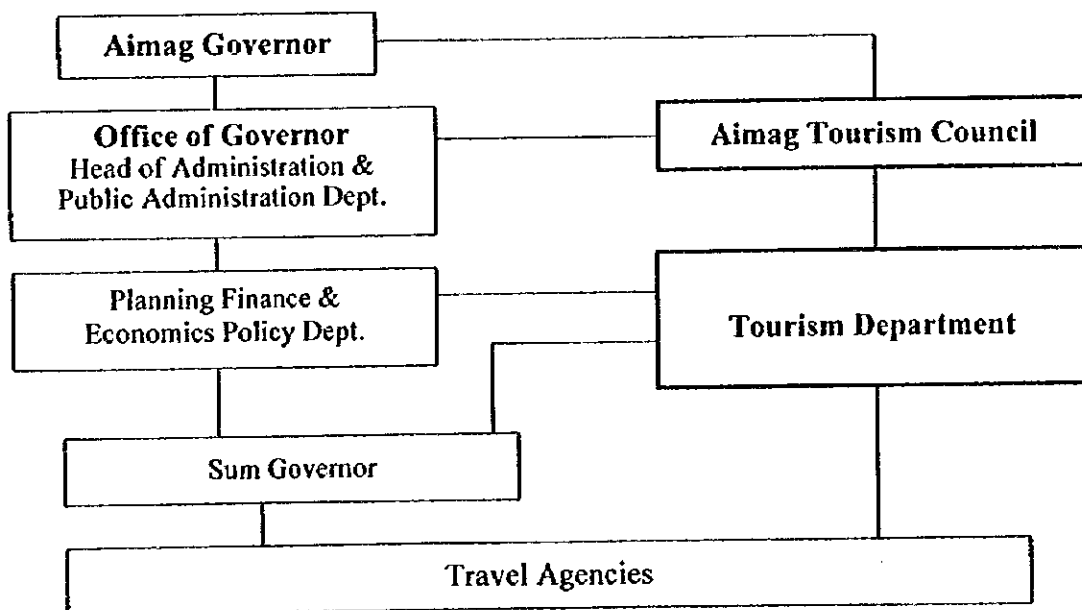 Aimag Governor
Office of Governor
Head of Administration &
Public Administration Dept.
Aimag Tourism Council
Planning Finance &
Economics Policy Dept.
Tourism Department
Sum Governor
Travel Agencies